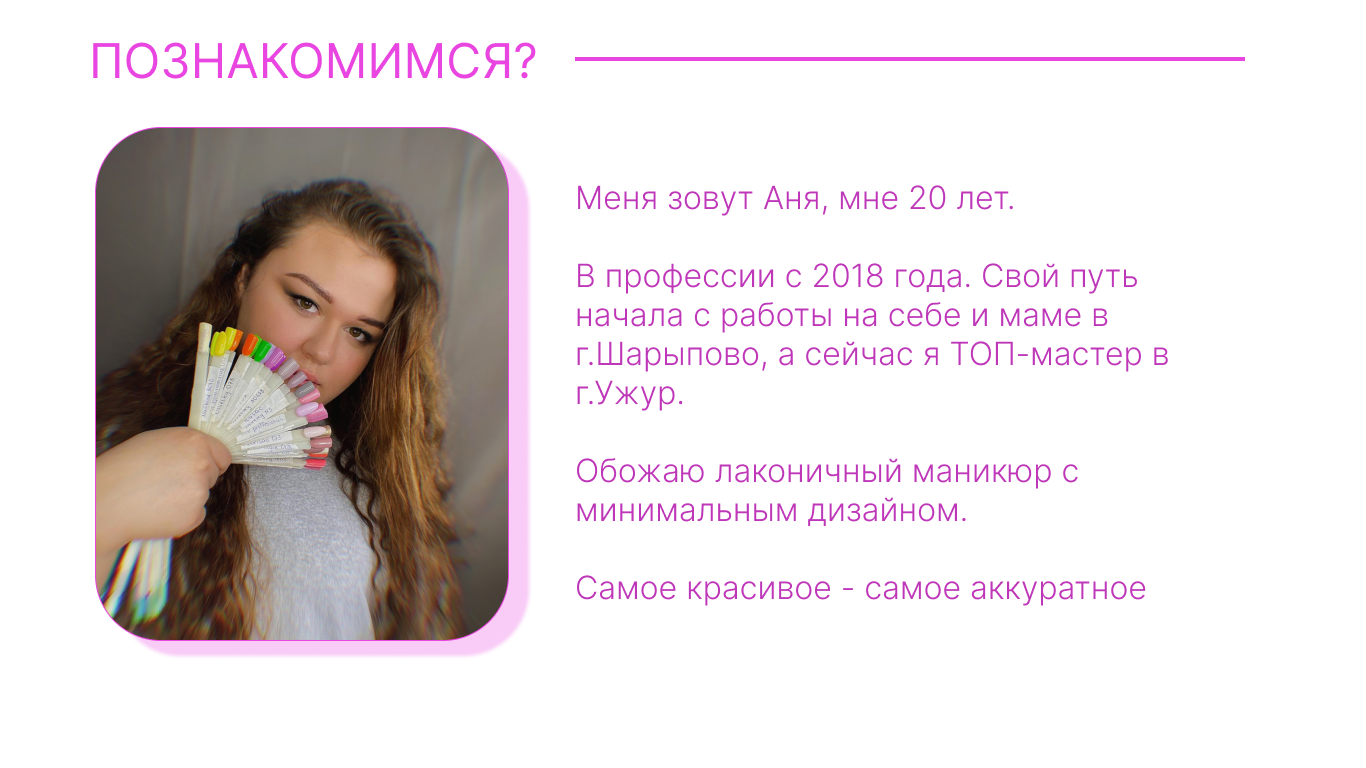 ПОЗНАКОМИМСЯ?
Меня зовут Аня, мне 20 лет.
В профессии с 2018 года. Свой путь
начала с работы на себе и маме в
г.Шарыпово, а сейчас я ТОП-мастер в
г.Ужур.
Обожаю лаконичный маникюр с
минимальным дизайном.
Самое красивое - самое аккуратное